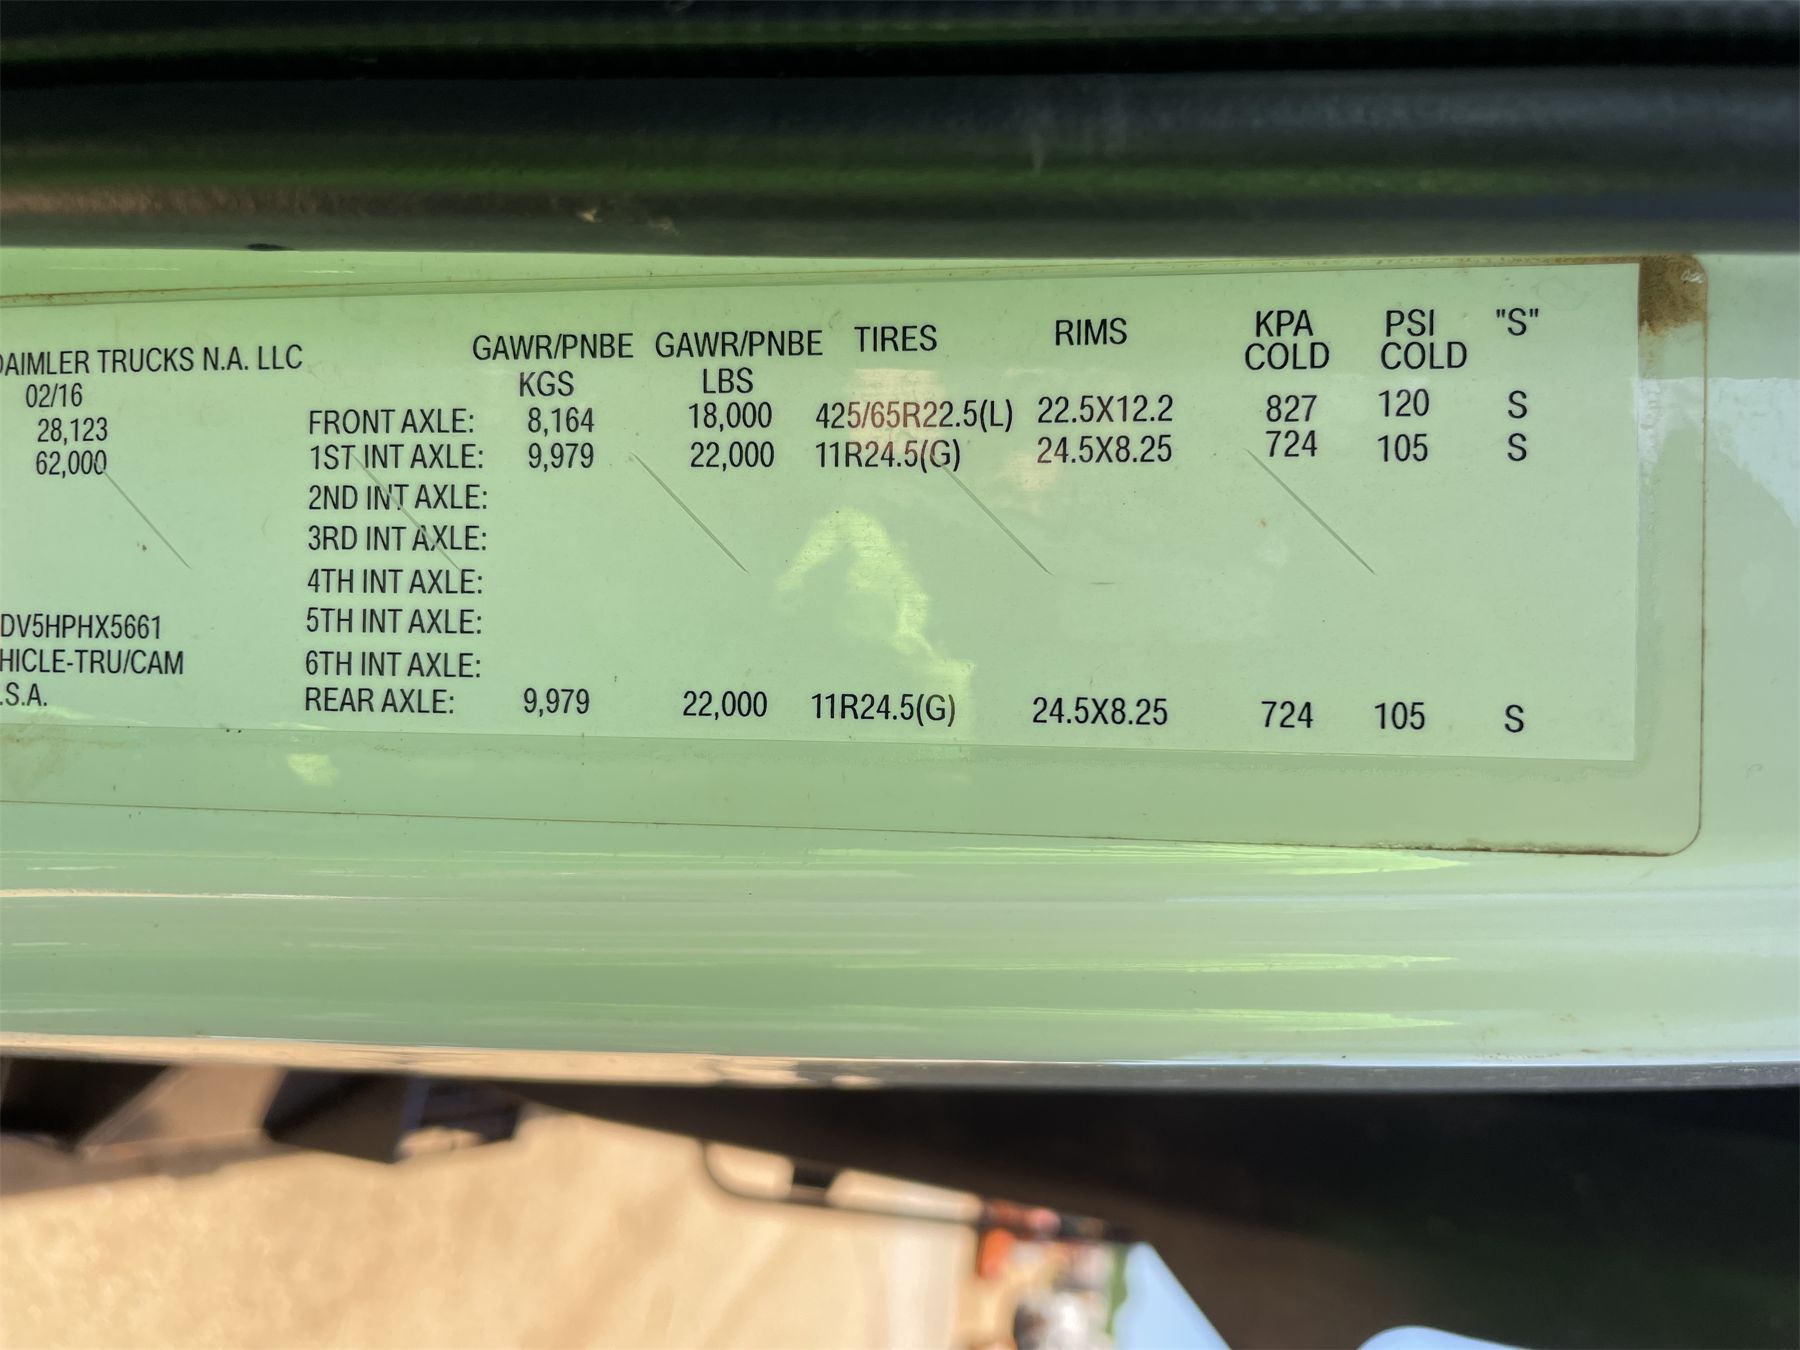 DAIMLER TRUCKS N.A. LLC
02/16
28,123
62,000
DV5HPHX5661
HICLE-TRU/CAM
.S.A.
GAWR/PNBE GAWR/PNBE TIRES RIMS KPA PSI "S"
KGS LBS COLD COLD
FRONT AXLE: 8,164 18,000 425/65R22.5(L) 22.5X12.2 827 120 S
1ST INT AXLE: 9,979 22,000 11R24.5(G) 24.5X8.25 724 105 S
2ND INT AXLE:
3RD INT AXLE:
4TH INT AXLE:
5TH INT AXLE:
6TH INT AXLE:
REAR AXLE: 9,979 22,000 11R24.5(G) 24.5X8.25 724 105 S